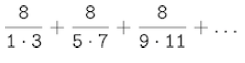 8/(1·3) + 8/(5·7) + 8/(9·11) + ...